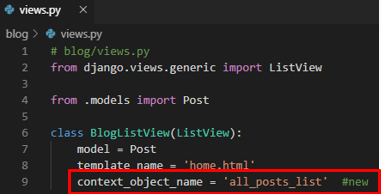 views.py ×
blog > views.py
1 # blog/views.py
2 from django.views.generic import ListView
3
4 from .models import Post
5
6 class BlogListView(ListView):
7 model = Post
8 template_name = 'home.html'
9 context_object_name = 'all_posts_list' #new